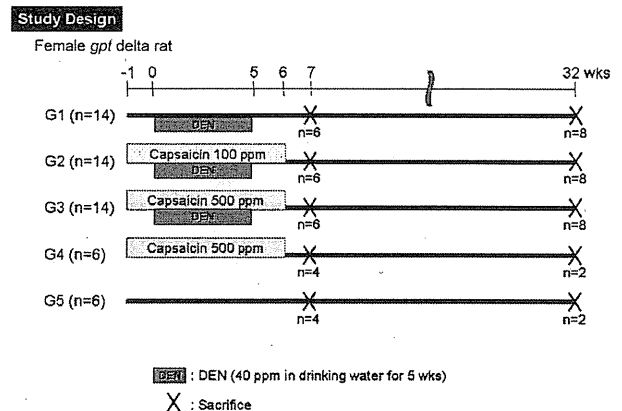 Study Design
Female gpt delta rat
-1 0 5 6 7 32 wks
G1 (n=14)
DEN
n=6 n=8
G2 (n=14)
Capsaicin 100 ppm
DEN
n=6 n=8
G3 (n=14)
Capsaicin 500 ppm
DEN
n=6 n=8
G4 (n=6)
Capsaicin 500 ppm
n=4 n=2
G5 (n=6)
n=4 n=2
DEN : DEN (40 ppm in drinking water for 5 wks)
X : Sacrifice